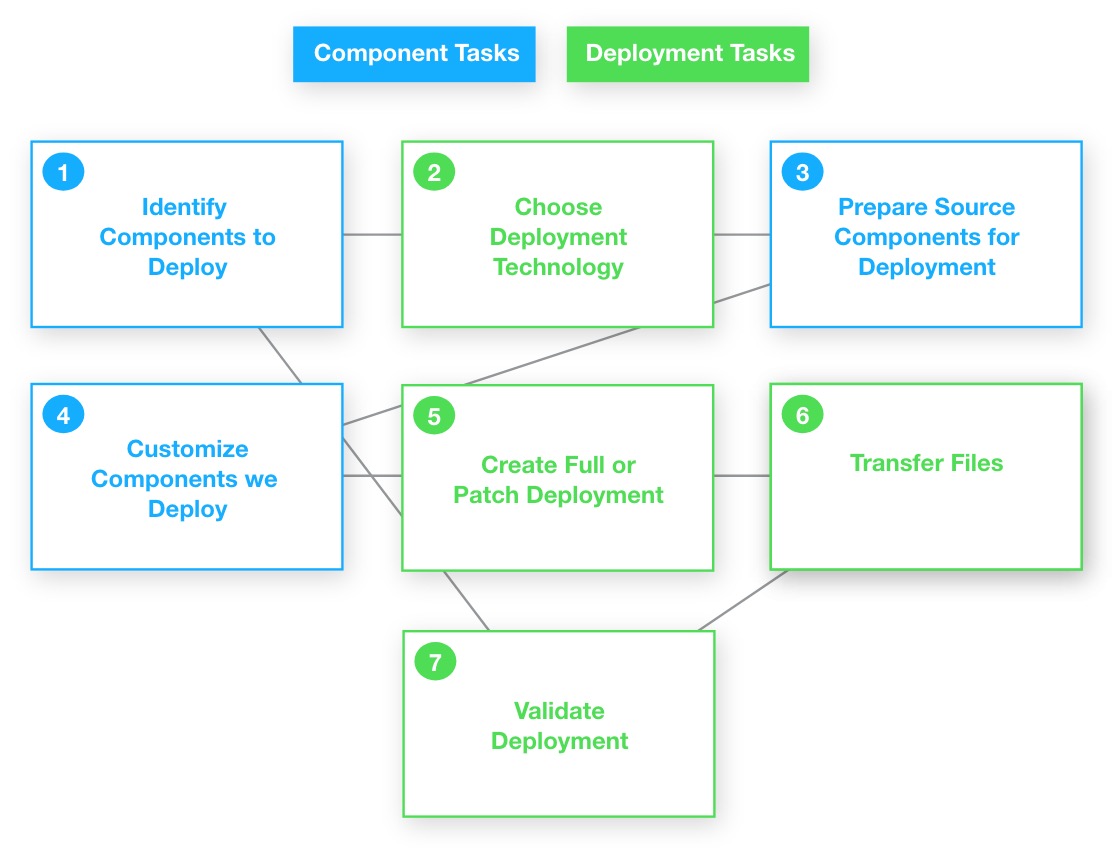 Component Tasks
Deployment Tasks
1
Identify
Components to
Deploy
2
Choose
Deployment
Technology
3
Prepare Source
Components for
Deployment
4
Customize
Components we
Deploy
5
Create Full or
Patch Deployment
6
Transfer Files
7
Validate
Deployment